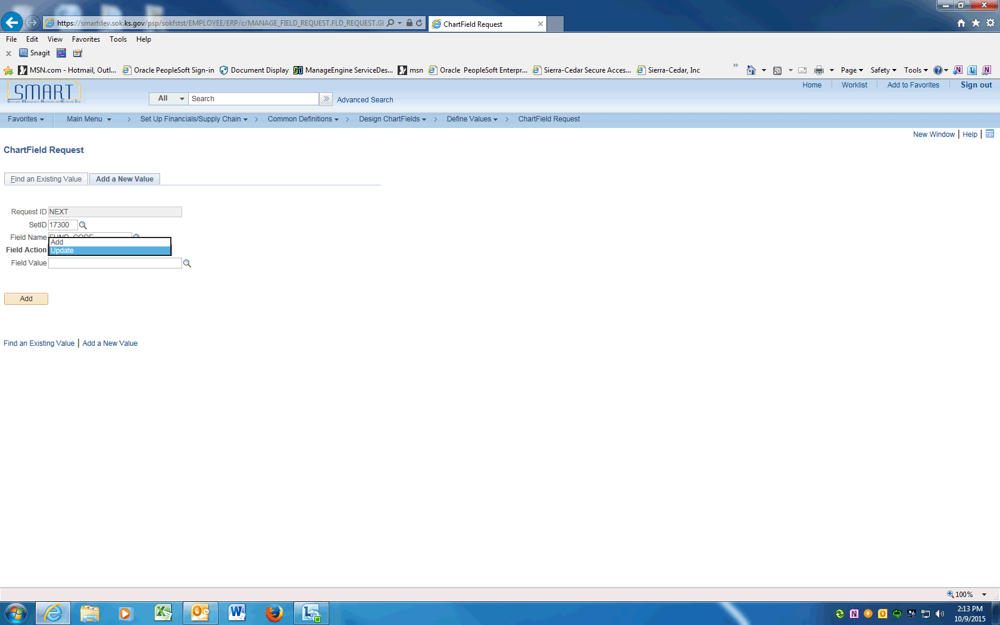 https://smartdev.sok.ks.gov/psp/sokfstst/EMPLOYEE/ERP/c/MANAGE_FIELD_REQUEST.FLD_REQUEST.GI
ChartField Request
File Edit View Favorites Tools Help
x Snagit
MSN.com - Hotmail, Outl... Oracle PeopleSoft Sign-in Document Display ManageEngine ServiceDes... msn Oracle PeopleSoft Enterpr... Sierra-Cedar Secure Acces... Sierra-Cedar, Inc » Page Safety Tools
SMART
Home Worklist Add to Favorites Sign out
All Search » Advanced Search
Favorites Main Menu > Set Up Financials/Supply Chain > Common Definitions > Design ChartFields > Define Values > ChartField Request
New Window | Help |
ChartField Request
Find an Existing Value Add a New Value
Request ID NEXT
SetID 17300
Field Name FUND_CODE
Add
Field Action Update
Field Value
Add
Find an Existing Value | Add a New Value
100%
2:13 PM
10/9/2015